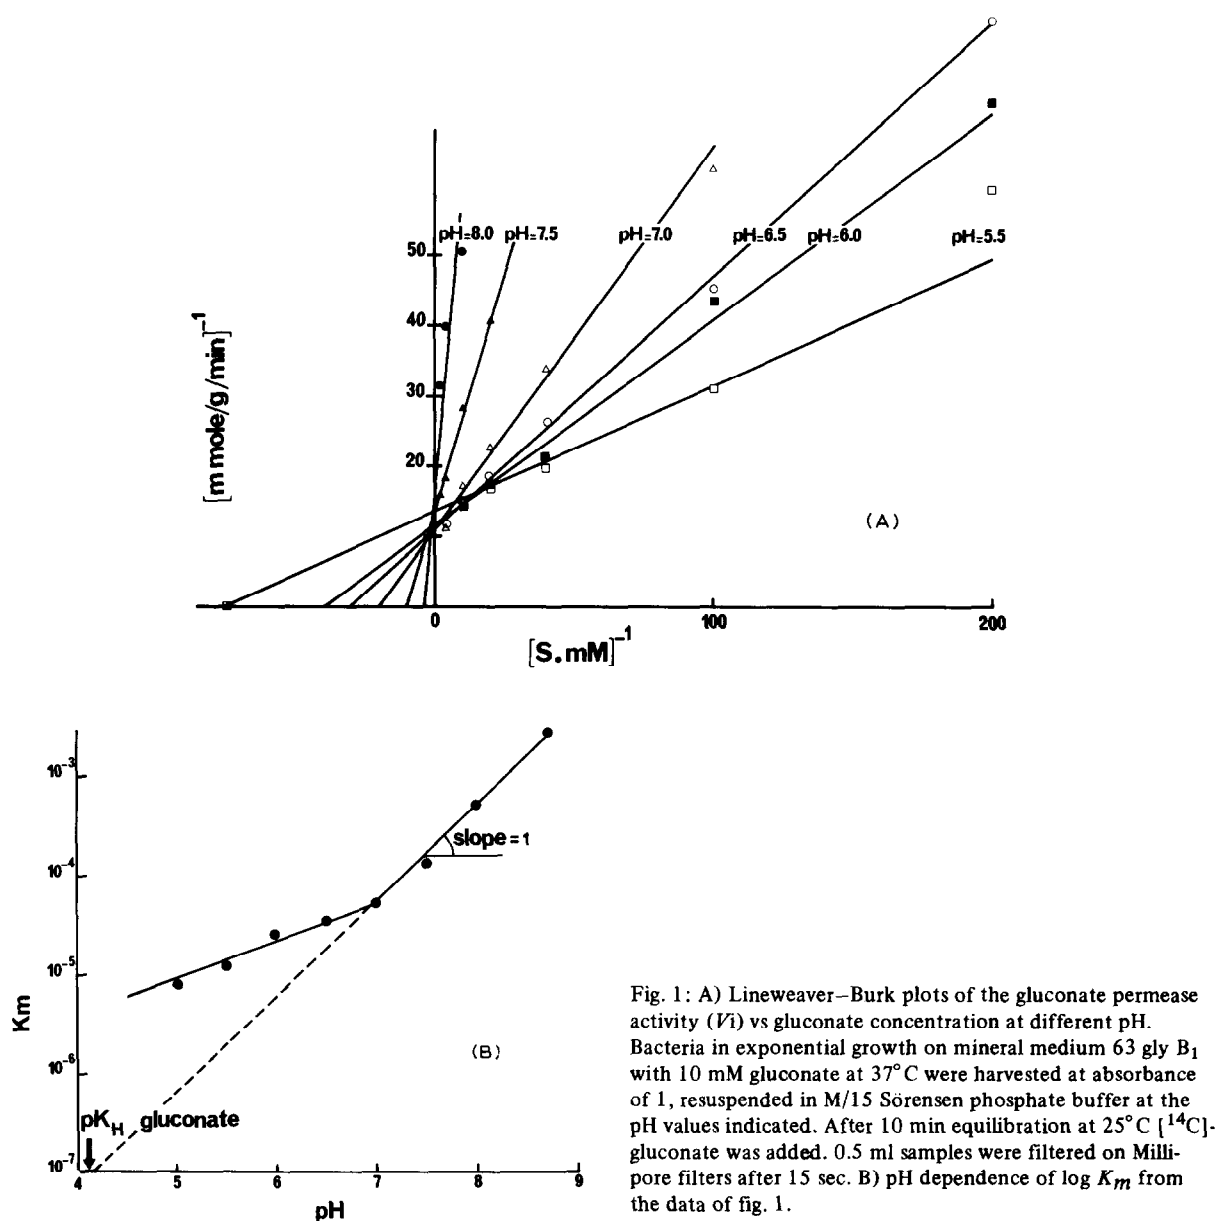 pH=8.0 pH=7.5 pH=7.0 pH=6.5 pH=6.0 pH=5.5
50
40
30
20
[m mole/g/min]⁻¹
(A)
0 100 200
[S.mM]⁻¹
10⁻³
slope = 1
10⁻⁴
10⁻⁵
Km
10⁻⁶
(B)
pK_H gluconate
10⁻⁷
4 5 6 7 8 9
pH
Fig. 1: A) Lineweaver–Burk plots of the gluconate permease
activity (Vi) vs gluconate concentration at different pH.
Bacteria in exponential growth on mineral medium 63 gly B₁
with 10 mM gluconate at 37°C were harvested at absorbance
of 1, resuspended in M/15 Sörensen phosphate buffer at the
pH values indicated. After 10 min equilibration at 25°C [¹⁴C]-
gluconate was added. 0.5 ml samples were filtered on Milli-
pore filters after 15 sec. B) pH dependence of log Km from
the data of fig. 1.